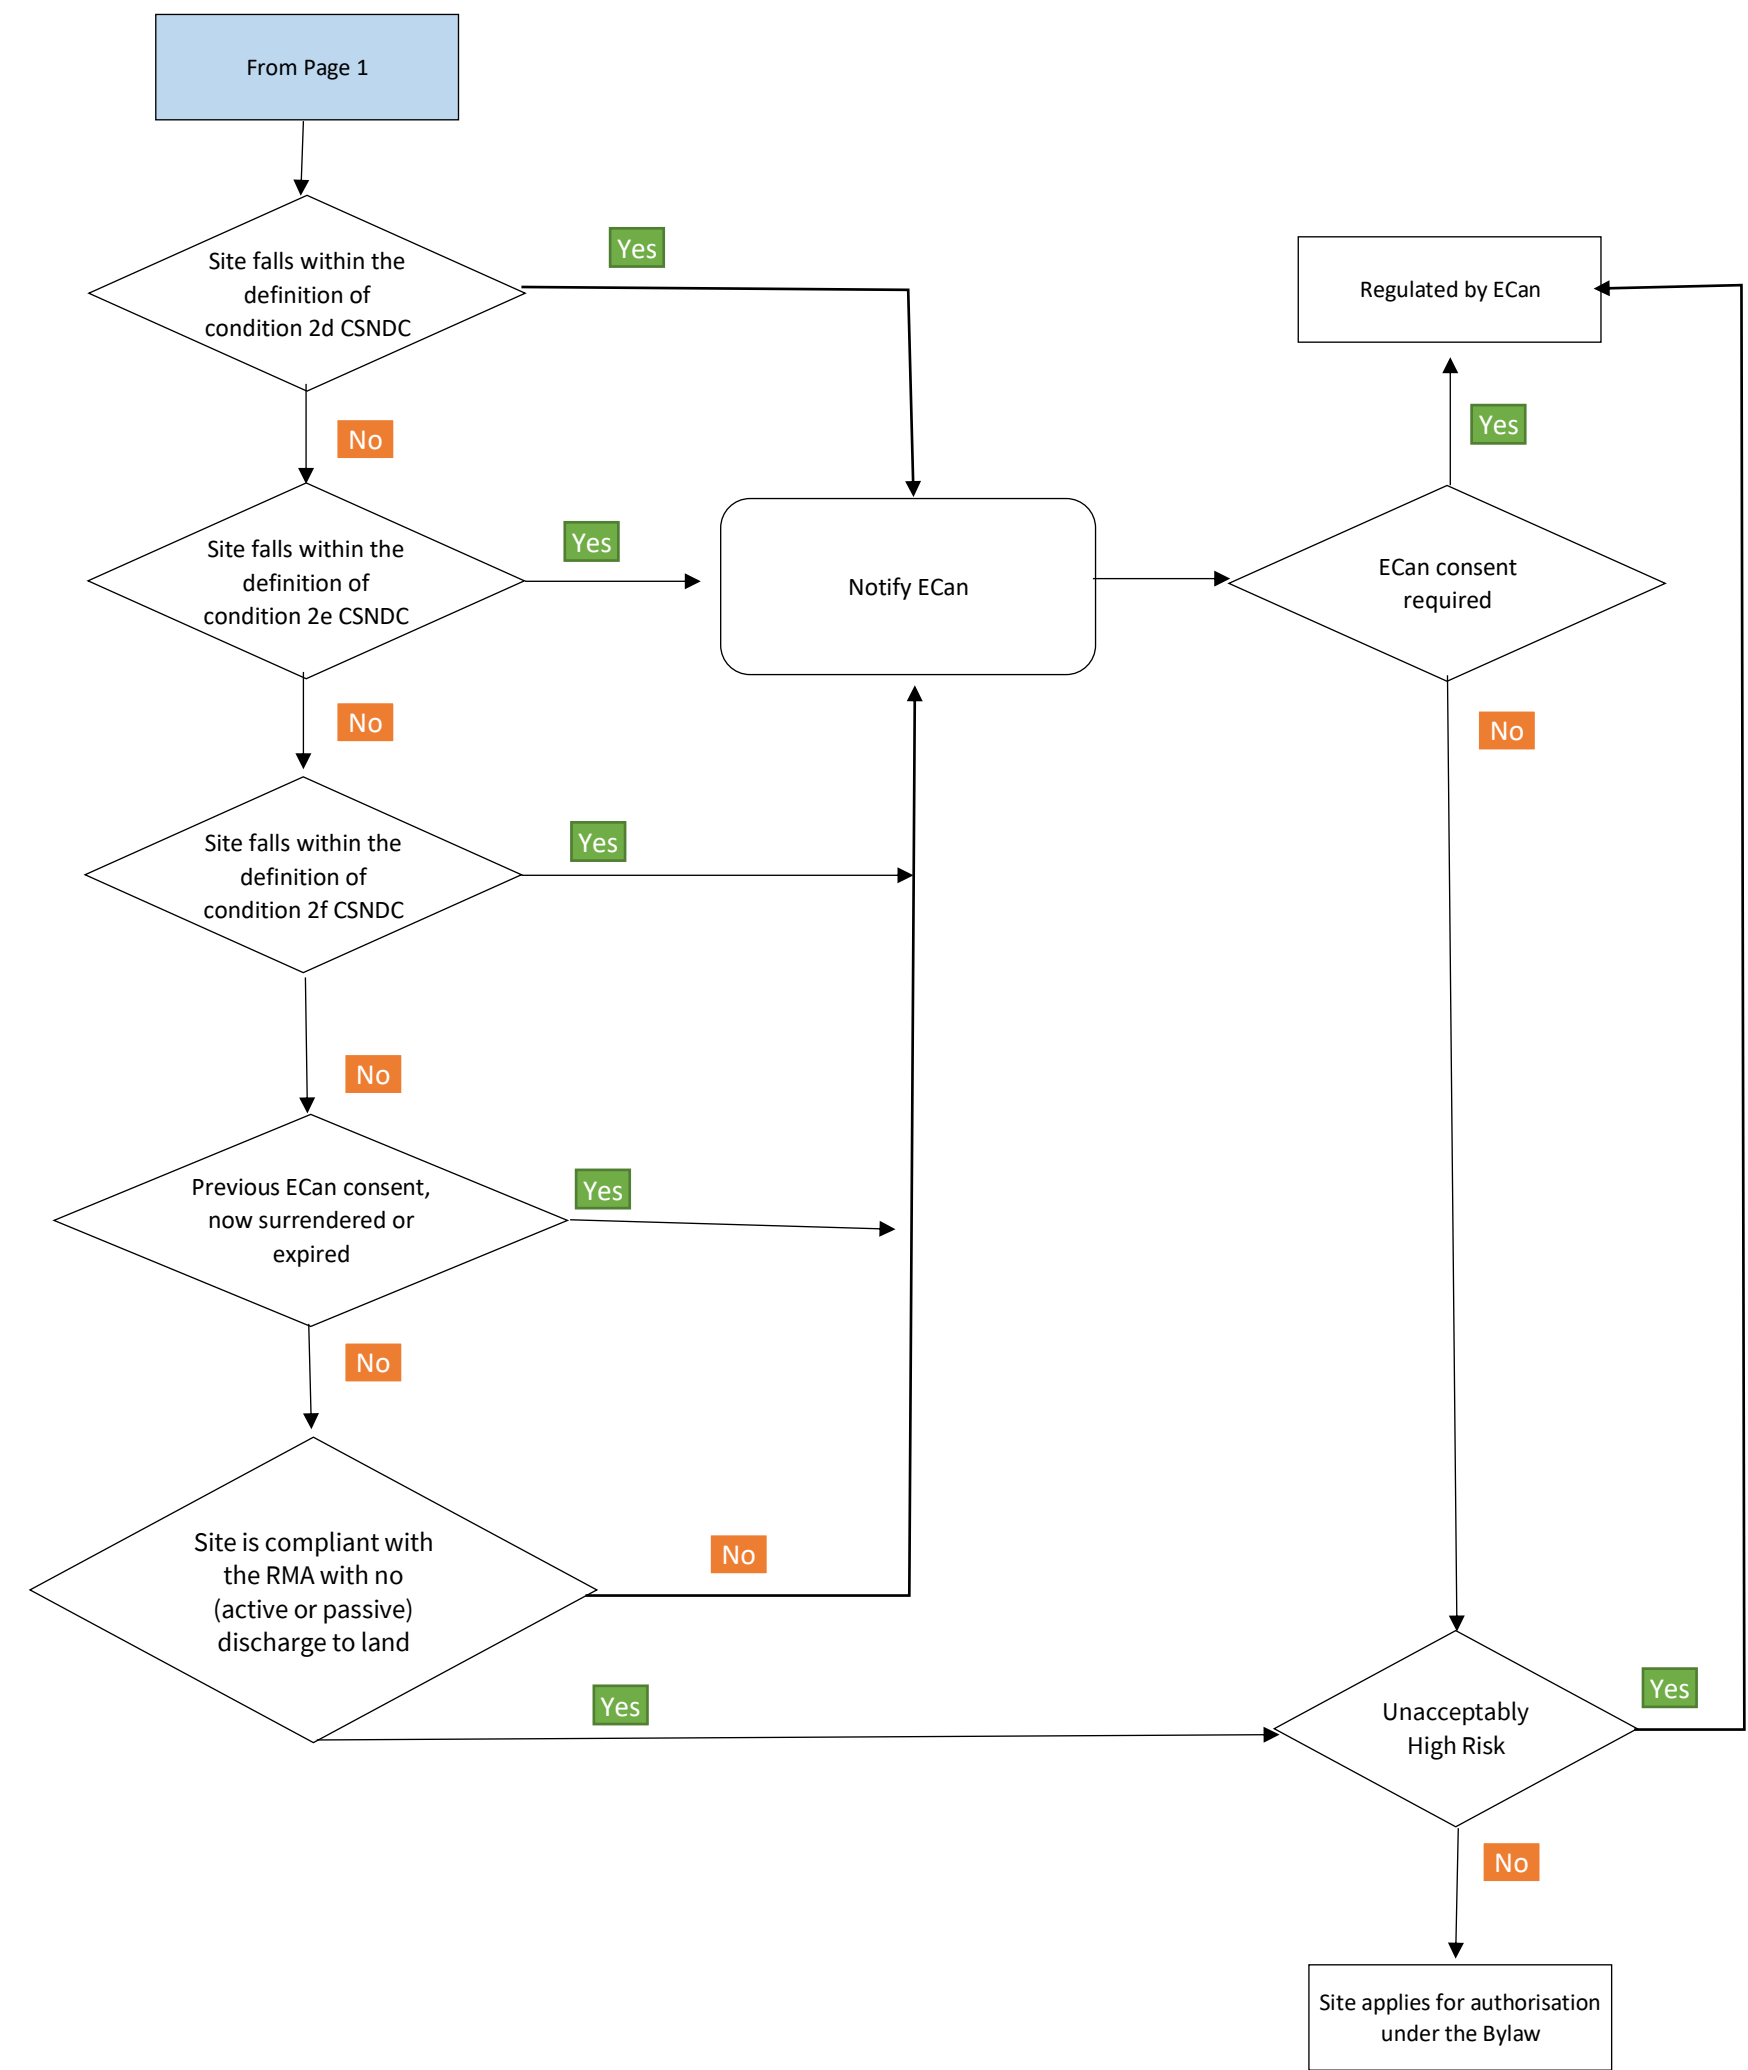 From Page 1
Site falls within the
definition of
condition 2d CSNDC
Yes
No
Regulated by ECan
Yes
Site falls within the
definition of
condition 2e CSNDC
Yes
No
Notify ECan
ECan consent
required
No
Site falls within the
definition of
condition 2f CSNDC
Yes
No
Previous ECan consent,
now surrendered or
expired
Yes
No
Site is compliant with
the RMA with no
(active or passive)
discharge to land
No
Yes
Unacceptably
High Risk
Yes
No
Site applies for authorisation
under the Bylaw